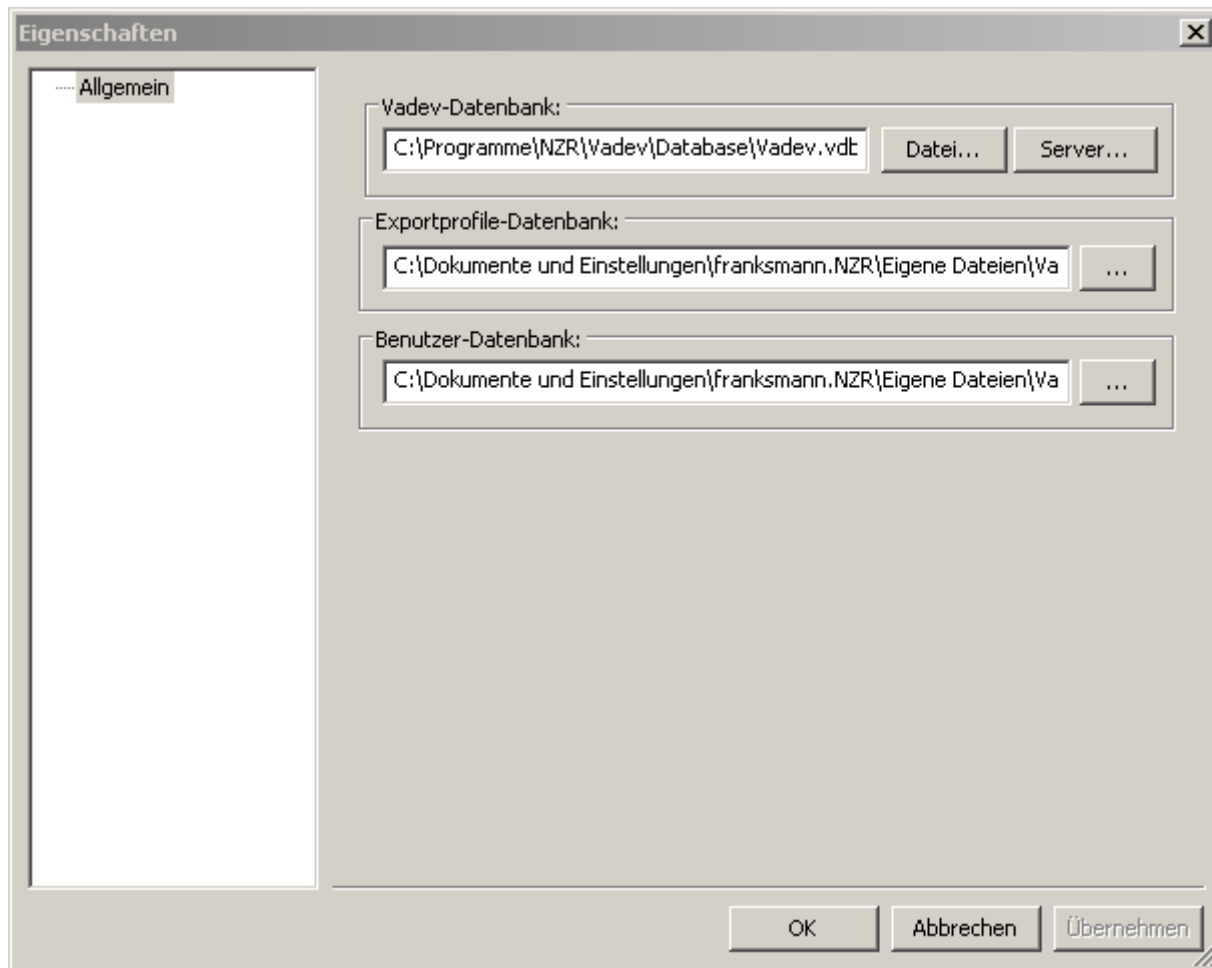 Eigenschaften
Allgemein
Vadev-Datenbank:
C:\Programme\NZR\Vadev\Database\Vadev.vdb
Datei...
Server...
Exportprofile-Datenbank:
C:\Dokumente und Einstellungen\franksmann.NZR\Eigene Dateien\Va
...
Benutzer-Datenbank:
C:\Dokumente und Einstellungen\franksmann.NZR\Eigene Dateien\Va
...
OK
Abbrechen
Übernehmen